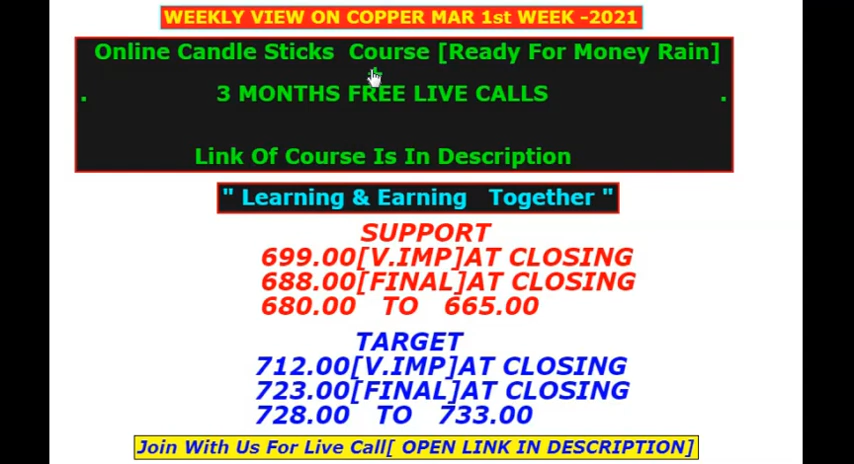 WEEKLY VIEW ON COPPER MAR 1st WEEK -2021
Online Candle Sticks Course [Ready For Money Rain]
. 3 MONTHS FREE LIVE CALLS .
Link Of Course Is In Description
" Learning & Earning Together "
SUPPORT
699.00[V.IMP]AT CLOSING
688.00[FINAL]AT CLOSING
680.00 TO 665.00
TARGET
712.00[V.IMP]AT CLOSING
723.00[FINAL]AT CLOSING
728.00 TO 733.00
Join With Us For Live Call[ OPEN LINK IN DESCRIPTION]